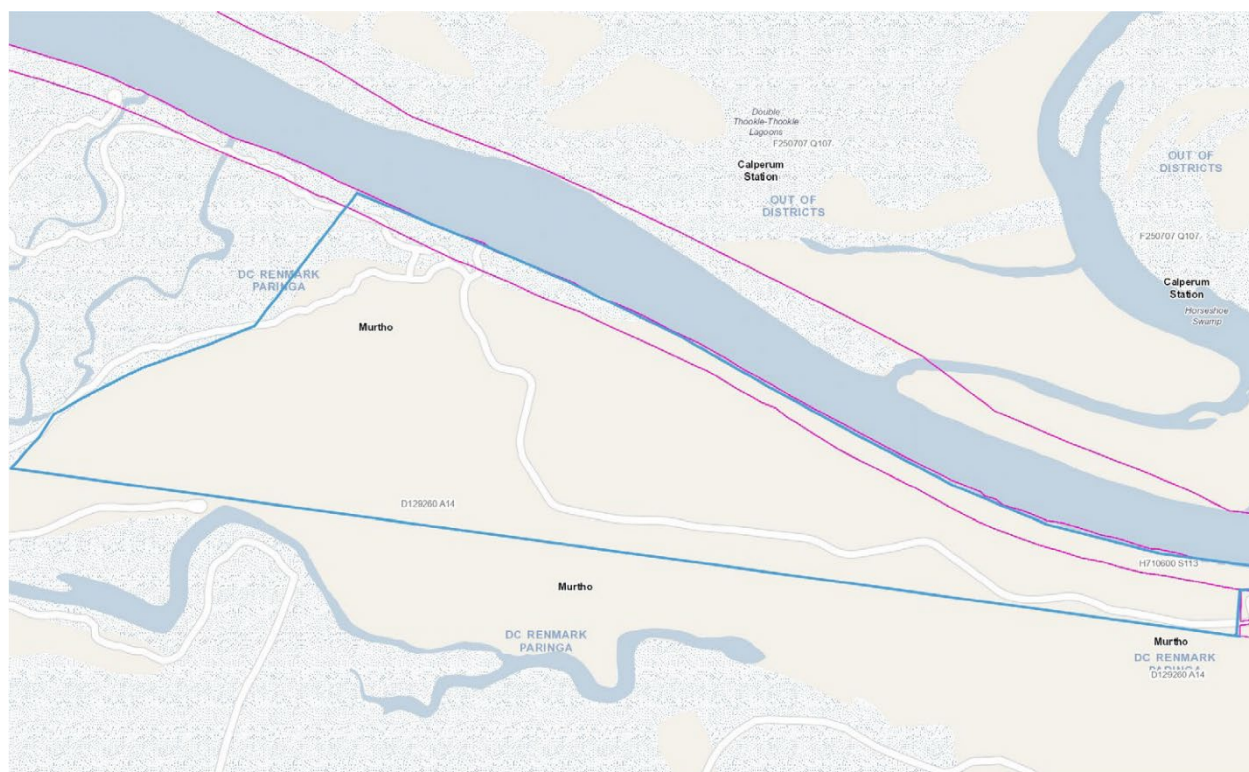 Double
Thookle-Thookle
Lagoons
F250707 Q107
Calperum
Station
OUT OF
DISTRICTS
OUT OF
DISTRICTS
F250707 Q107
Calperum
Station
Horseshoe
Swamp
DC RENMARK
PARINGA
Murtho
D129260 A14
H710600 S113
Murtho
DC RENMARK
PARINGA
Murtho
DC RENMARK
PARINGA
D129260 A14